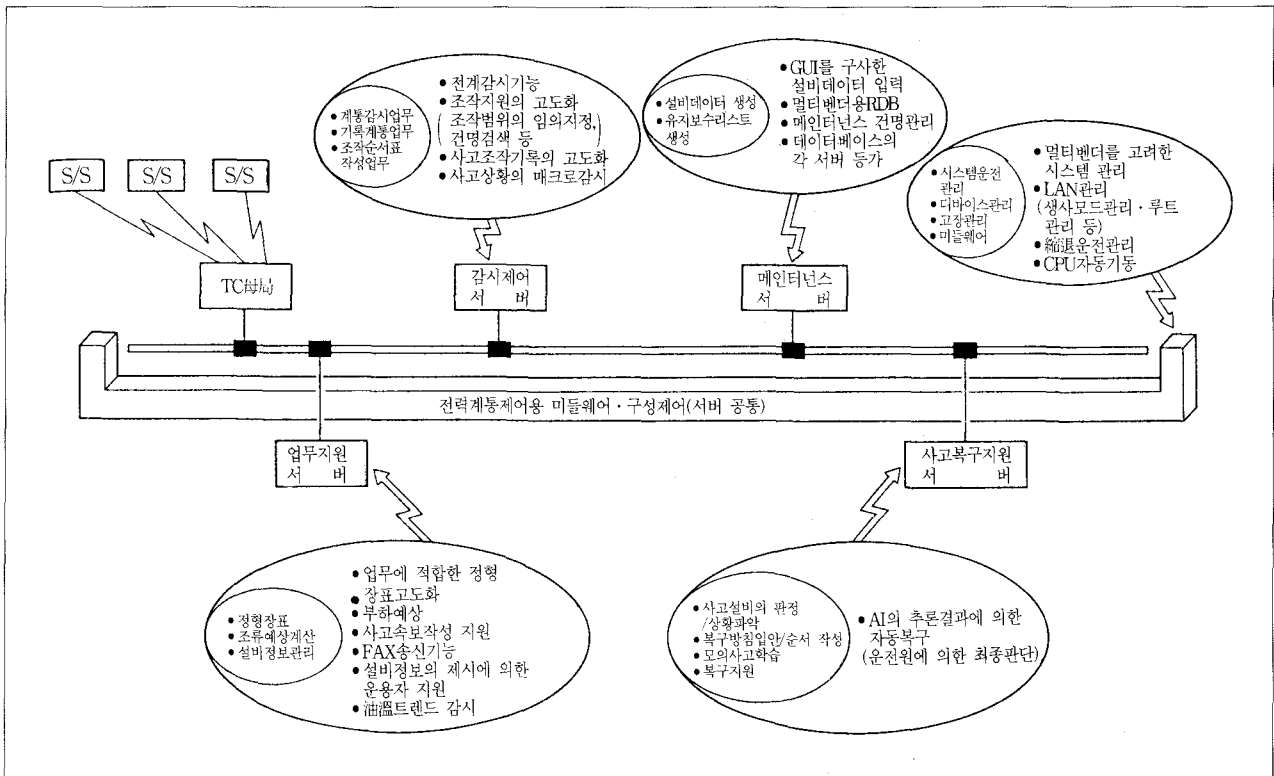 S/S
S/S
S/S
TC母局
● 계통감시업무
● 기록계통업무
● 조작순서표
작성업무
● 전계감시기능
● 조작지원의 고도화
(조작범위의 임의지정,
건명검색 등)
● 사고조작기록의 고도화
● 사고상황의 매크로감시
감시제어
서 버
● 설비데이터 생성
● 유지보수리스트
생성
● GUI를 구사한
설비데이터 입력
● 멀티벤더용RDB
● 메인터넌스 건명관리
● 데이터베이스의
각 서버 등가
메인터넌스
서 버
● 시스템운전
관리
● 디바이스관리
● 고장관리
● 미들웨어
● 멀티벤더를 고려한
시스템 관리
● LAN관리
(생사모드관리·루트
관리 등)
● 縮退운전관리
● CPU자동기동
전력계통제어용 미들웨어·구성제어(서버 공통)
업무지원
서 버
사고복구지원
서 버
● 정형장표
● 조류예상계산
● 설비정보관리
● 업무에 적합한 정형
● 장표고도화
● 부하예상
● 사고속보작성 지원
● FAX송신기능
● 설비정보의 제시에 의한
운용자 지원
● 油溫트렌드 감시
● 사고설비의 판정
/상황파악
● 복구방침입안/순서 작성
● 모의사고학습
● 복구지원
● AI의 추론결과에 의한
자동복구
(운전원에 의한 최종판단)